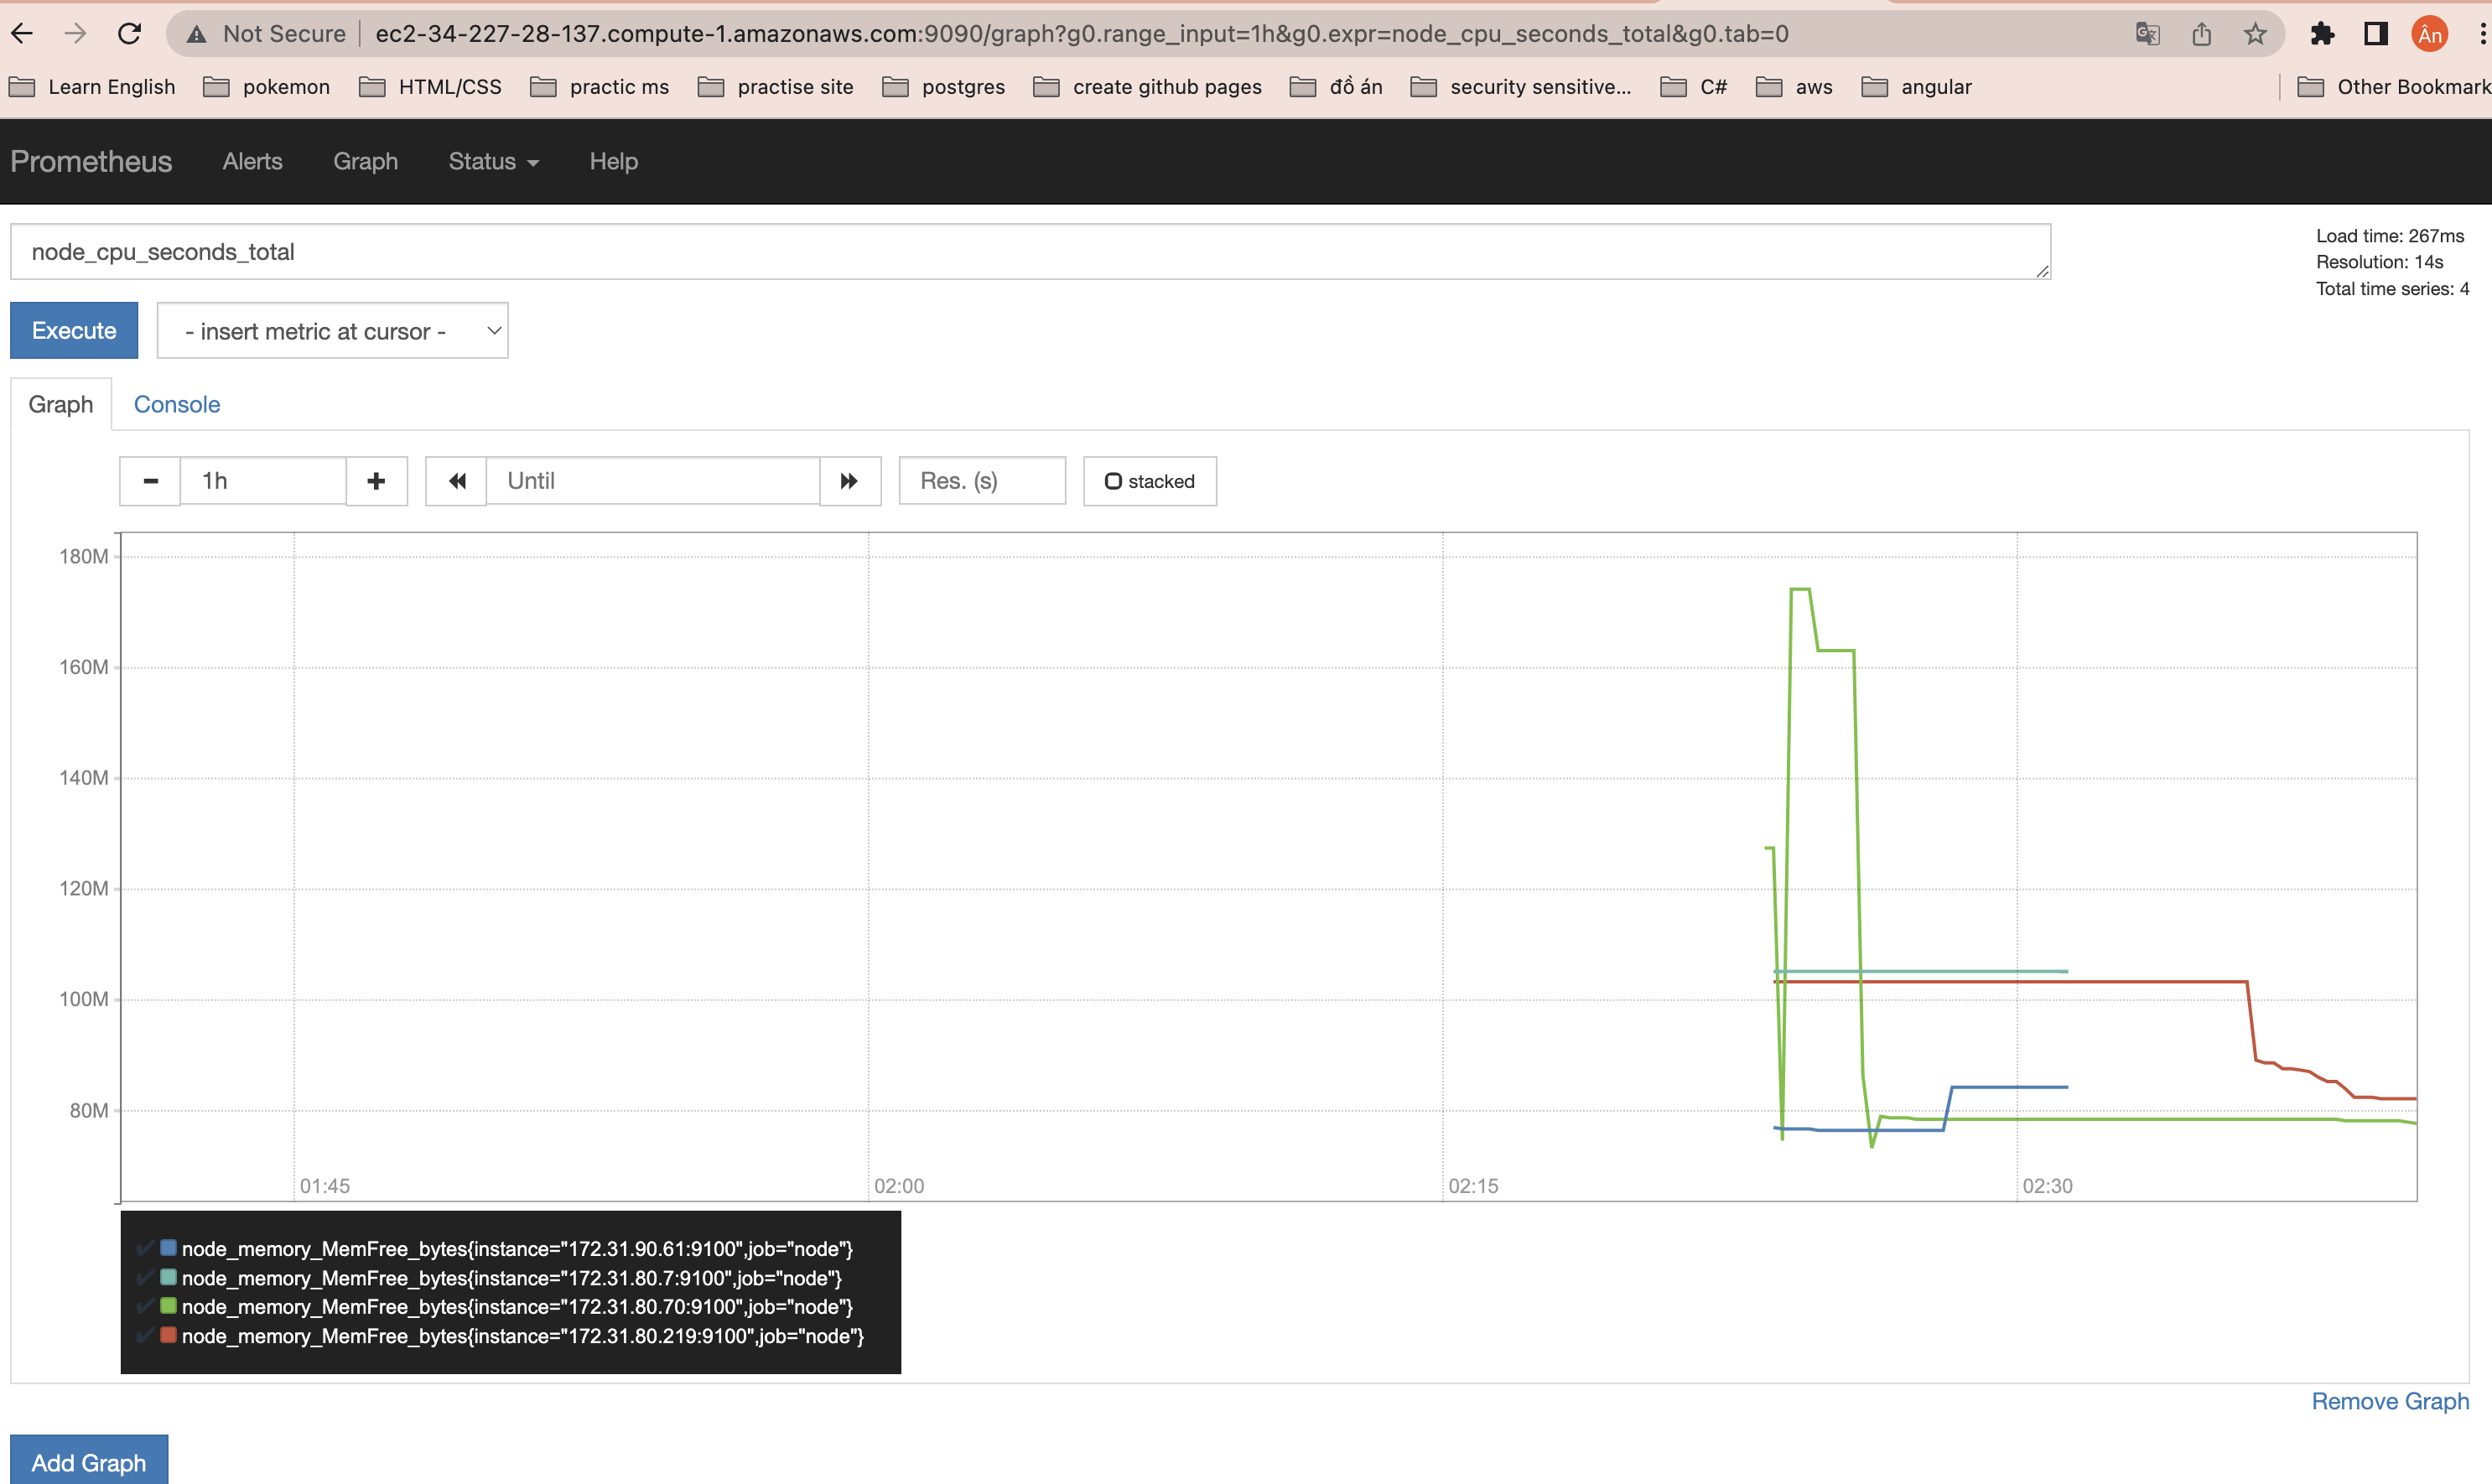 Not Secure ec2-34-227-28-137.compute-1.amazonaws.com:9090/graph?g0.range_input=1h&g0.expr=node_cpu_seconds_total&g0.tab=0 Ân
Learn English pokemon HTML/CSS practic ms practise site postgres create github pages đồ án security sensitive... C# aws angular Other Bookmark
Prometheus Alerts Graph Status Help
node_cpu_seconds_total
Load time: 267ms
Resolution: 14s
Total time series: 4
Execute - insert metric at cursor -
Graph Console
1h Until Res. (s) stacked
180M
160M
140M
120M
100M
80M
01:45 02:00 02:15 02:30
node_memory_MemFree_bytes{instance="172.31.90.61:9100",job="node"}
node_memory_MemFree_bytes{instance="172.31.80.7:9100",job="node"}
node_memory_MemFree_bytes{instance="172.31.80.70:9100",job="node"}
node_memory_MemFree_bytes{instance="172.31.80.219:9100",job="node"}
Remove Graph
Add Graph